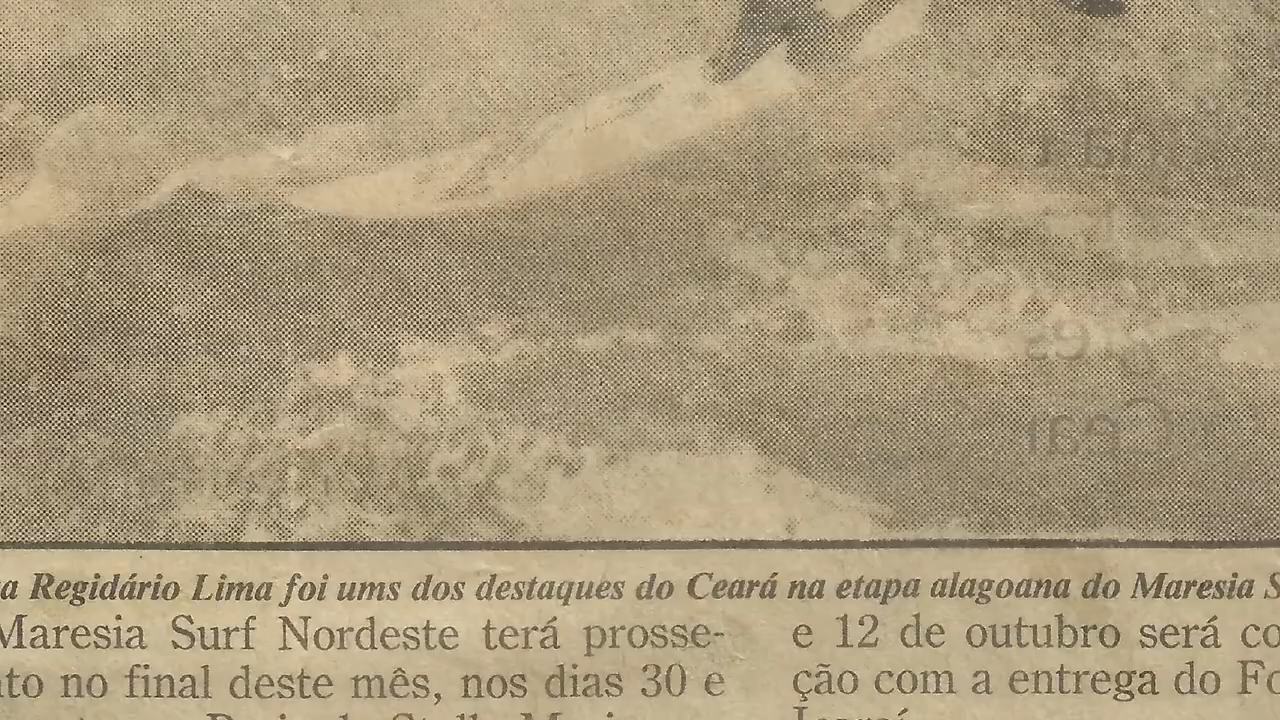 a Regidário Lima foi ums dos destaques do Ceará na etapa alagoana do Maresia S
Maresia Surf Nordeste terá prosse-
to no final deste mês, nos dias 30 e
e 12 de outubro será co
ção com a entrega do Fo